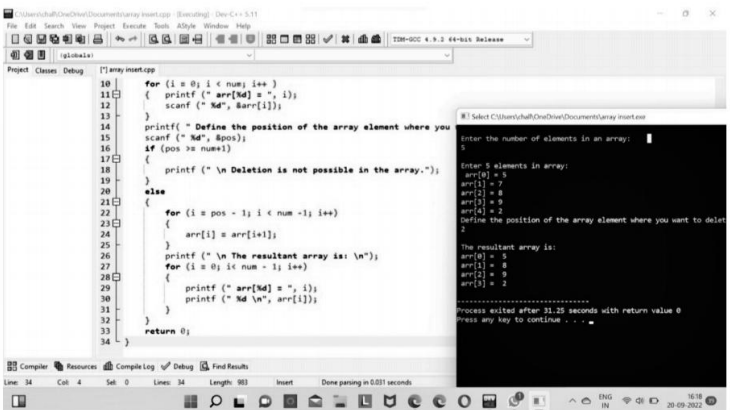 C:\Users\chall\OneDrive\Documents\array insert.cpp - [Executing] - Dev-C++ 5.11
File Edit Search View Project Execute Tools AStyle Window Help
TDM-GCC 4.9.2 64-bit Release
(globals)
Project Classes Debug
[*] array insert.cpp
10 for (i = 0; i < num; i++ )
11 { printf (" arr[%d] = ", i);
12 scanf (" %d", &arr[i]);
13 }
14 printf( " Define the position of the array element where you
15 scanf (" %d", &pos);
16 if (pos >= num+1)
17 {
18 printf (" \n Deletion is not possible in the array.");
19 }
20 else
21 {
22 for (i = pos - 1; i < num -1; i++)
23 {
24 arr[i] = arr[i+1];
25 }
26 printf (" \n The resultant array is: \n");
27 for (i = 0; i< num - 1; i++)
28 {
29 printf (" arr[%d] = ", i);
30 printf (" %d \n", arr[i]);
31 }
32 }
33 return 0;
34 }
Select C:\Users\chall\OneDrive\Documents\array insert.exe
Enter the number of elements in an array:
5
Enter 5 elements in array:
arr[0] = 5
arr[1] = 7
arr[2] = 8
arr[3] = 9
arr[4] = 2
Define the position of the array element where you want to delet
2
The resultant array is:
arr[0] = 5
arr[1] = 8
arr[2] = 9
arr[3] = 2
--------------------------------
Process exited after 31.25 seconds with return value 0
Press any key to continue . . .
Compiler Resources Compile Log Debug Find Results
Line: 34 Col: 4 Sel: 0 Lines: 34 Length: 983 Insert Done parsing in 0.031 seconds
ENG
IN
16:18
20-09-2022